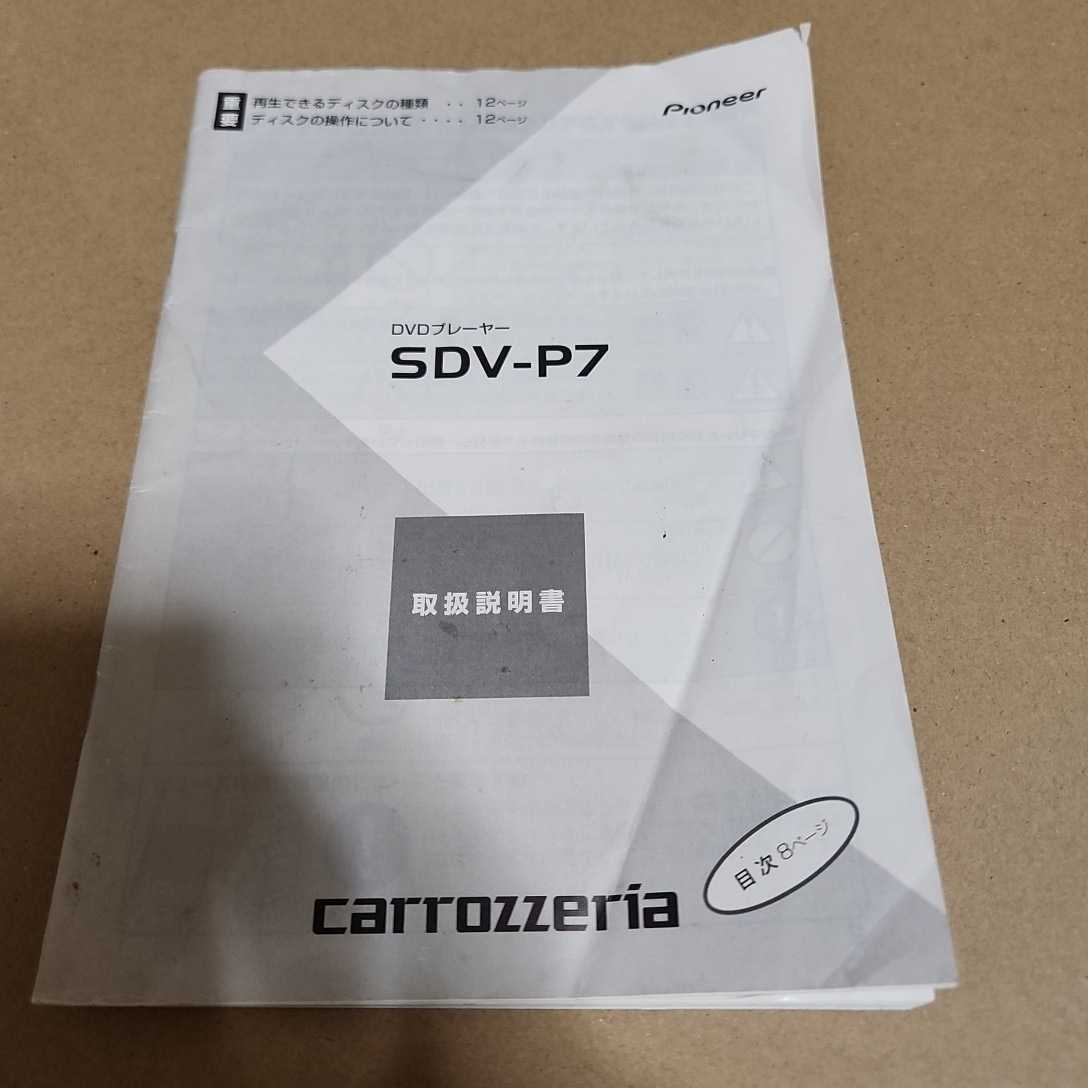 重要
再生できるディスクの種類 ・・ 12ページ
ディスクの操作について・・・・ 12ページ
Pioneer
DVDプレーヤー
SDV-P7
取扱説明書
目次8ページ
carrozzeria